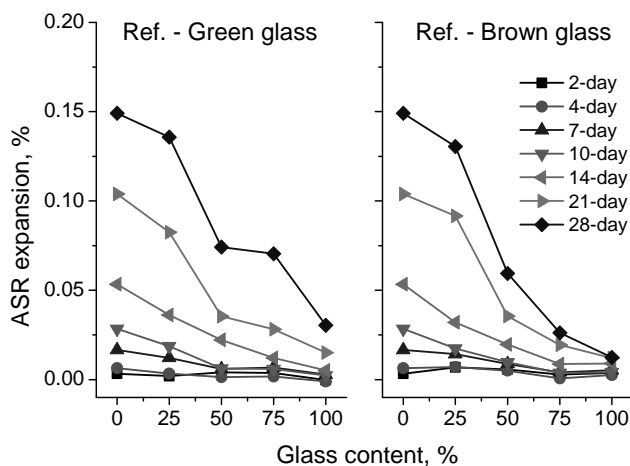 Ref. - Green glass
Ref. - Brown glass
ASR expansion, %
0.20
0.15
0.10
0.05
0.00
2-day
4-day
7-day
10-day
14-day
21-day
28-day
0 25 50 75 100
0 25 50 75 100
Glass content, %